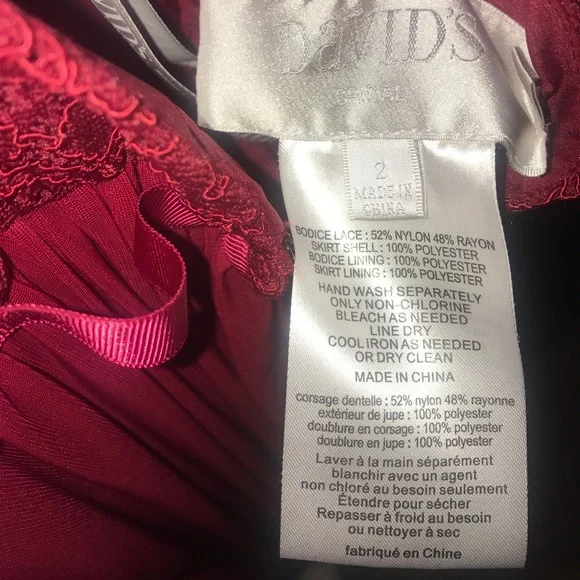 DAVID'S
BRIDAL
2
MADE IN
CHINA
BODICE LACE : 52% NYLON 48% RAYON
SKIRT SHELL : 100% POLYESTER
BODICE LINING : 100% POLYESTER
SKIRT LINING : 100% POLYESTER
HAND WASH SEPARATELY
ONLY NON-CHLORINE
BLEACH AS NEEDED
LINE DRY
COOL IRON AS NEEDED
OR DRY CLEAN
MADE IN CHINA
corsage dentelle : 52% nylon 48% rayonne
extérieur de jupe : 100% polyester
doublure en corsage : 100% polyester
doublure en jupe : 100% polyester
Laver à la main séparément
blanchir avec un agent
non chloré au besoin seulement
Étendre pour sécher
Repasser à froid au besoin
ou nettoyer à sec
fabriqué en Chine